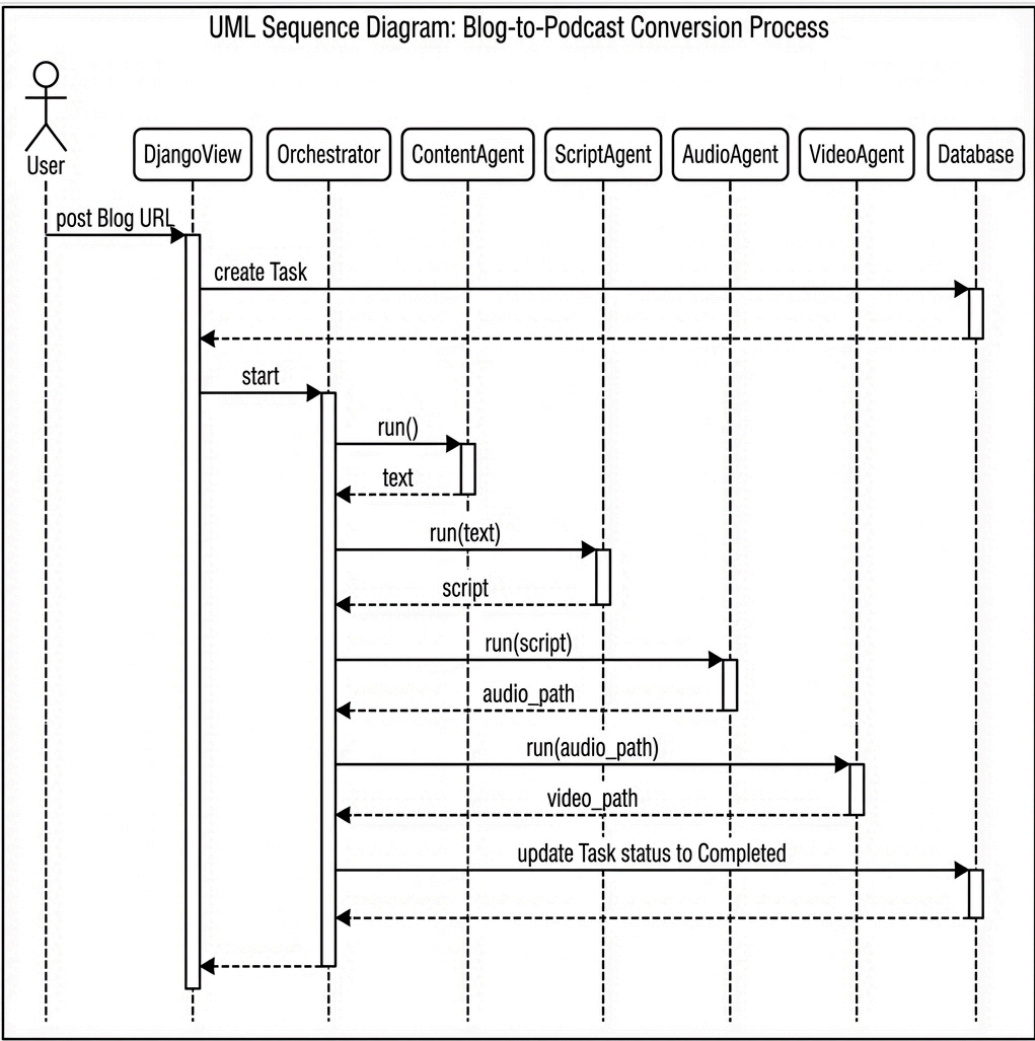 UML Sequence Diagram: Blog-to-Podcast Conversion Process
User
DjangoView
Orchestrator
ContentAgent
ScriptAgent
AudioAgent
VideoAgent
Database
post Blog URL
create Task
start
run()
text
run(text)
script
run(script)
audio_path
run(audio_path)
video_path
update Task status to Completed